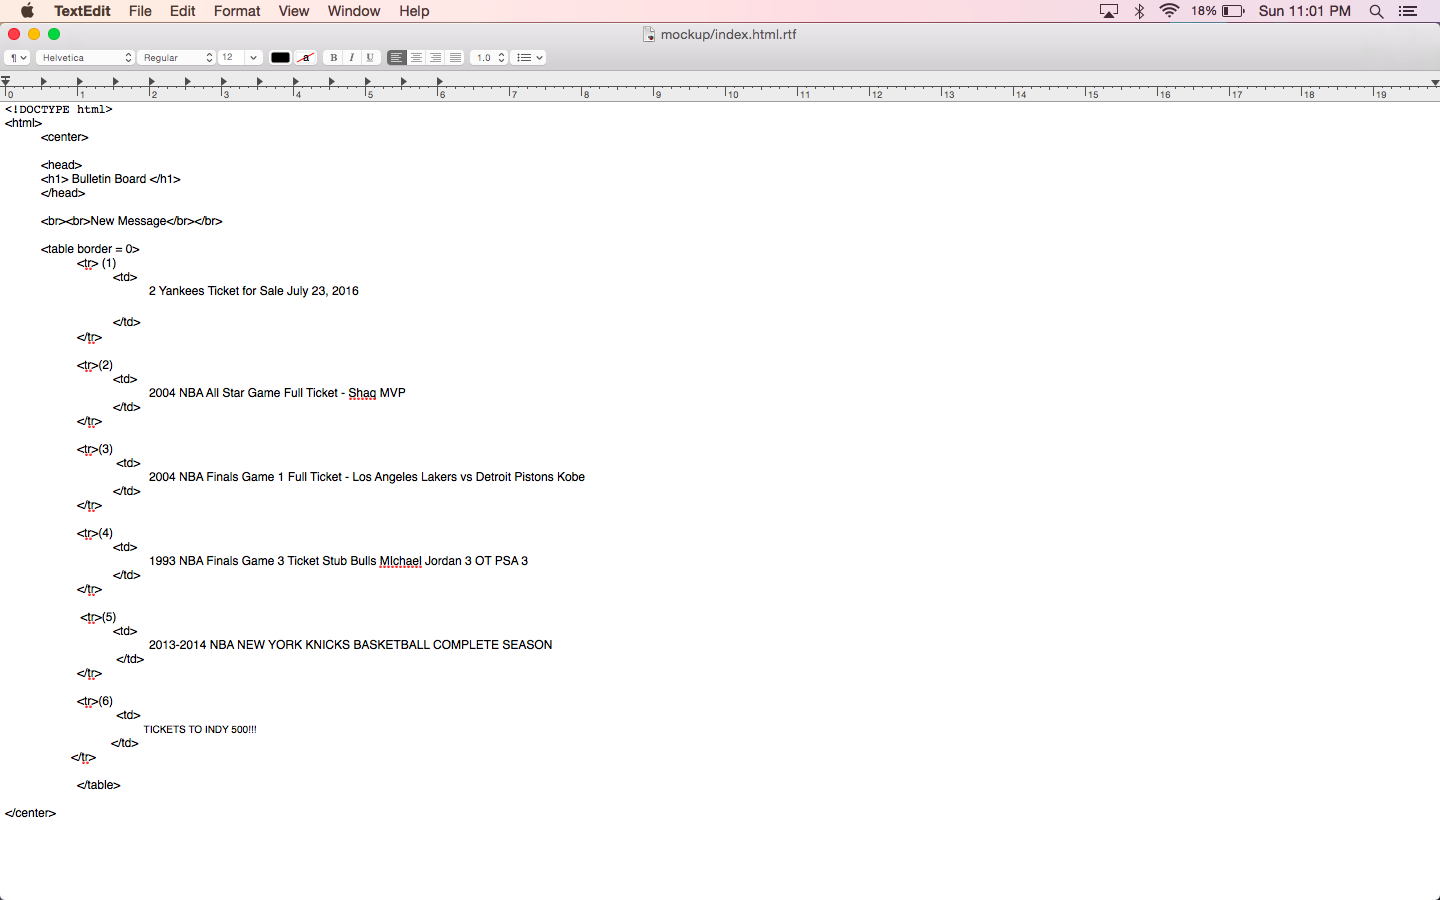 TextEdit File Edit Format View Window Help 18% Sun 11:01 PM
mockup/index.html.rtf
¶ Helvetica Regular 12 a B I U 1.0
0 1 2 3 4 5 6 7 8 9 10 11 12 13 14 15 16 17 18 19
<!DOCTYPE html>
<html>
<center>
<head>
<h1> Bulletin Board </h1>
</head>
<br><br>New Message</br></br>
<table border = 0>
<tr> (1)
<td>
2 Yankees Ticket for Sale July 23, 2016
</td>
</tr>
<tr>(2)
<td>
2004 NBA All Star Game Full Ticket - Shaq MVP
</td>
</tr>
<tr>(3)
<td>
2004 NBA Finals Game 1 Full Ticket - Los Angeles Lakers vs Detroit Pistons Kobe
</td>
</tr>
<tr>(4)
<td>
1993 NBA Finals Game 3 Ticket Stub Bulls MIchael Jordan 3 OT PSA 3
</td>
</tr>
<tr>(5)
<td>
2013-2014 NBA NEW YORK KNICKS BASKETBALL COMPLETE SEASON
</td>
</tr>
<tr>(6)
<td>
TICKETS TO INDY 500!!!
</td>
</tr>
</table>
</center>